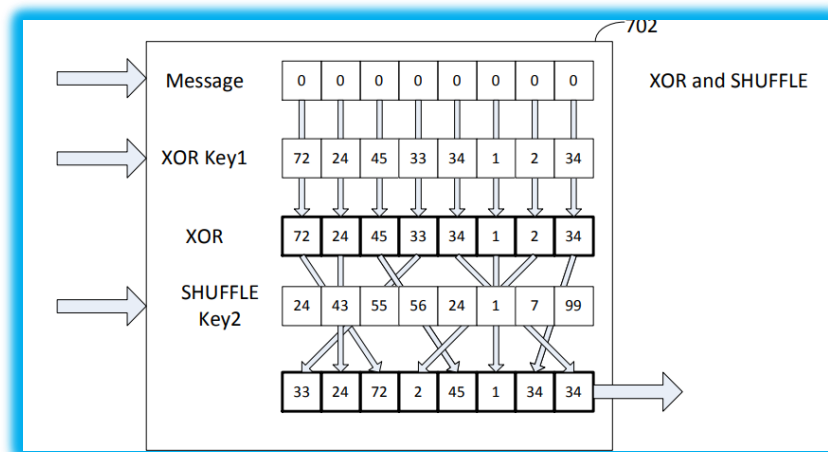 702
Message 0 0 0 0 0 0 0 0 XOR and SHUFFLE
XOR Key1 72 24 45 33 34 1 2 34
XOR 72 24 45 33 34 1 2 34
SHUFFLE
Key2 24 43 55 56 24 1 7 99
33 24 72 2 45 1 34 34